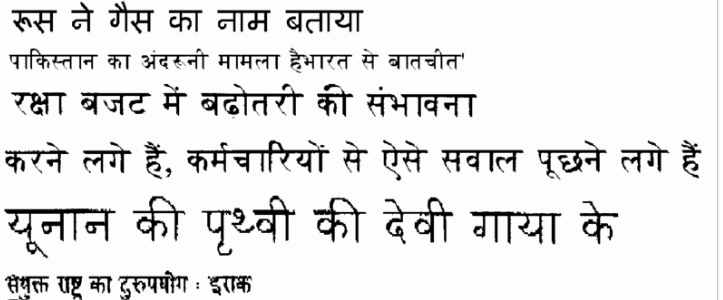 रूस ने गैस का नाम बताया
पाकिस्तान का अंदरूनी मामला हैभारत से बातचीत'
रक्षा बजट में बढोतरी की संभावना
करने लगे हैं, कर्मचारियों से ऐसे सवाल पूछने लगे हैं
यूनान की पृथ्वी की देवी गाया के
संयुक्त राष्ट्र का दुरुपयोग : इराक